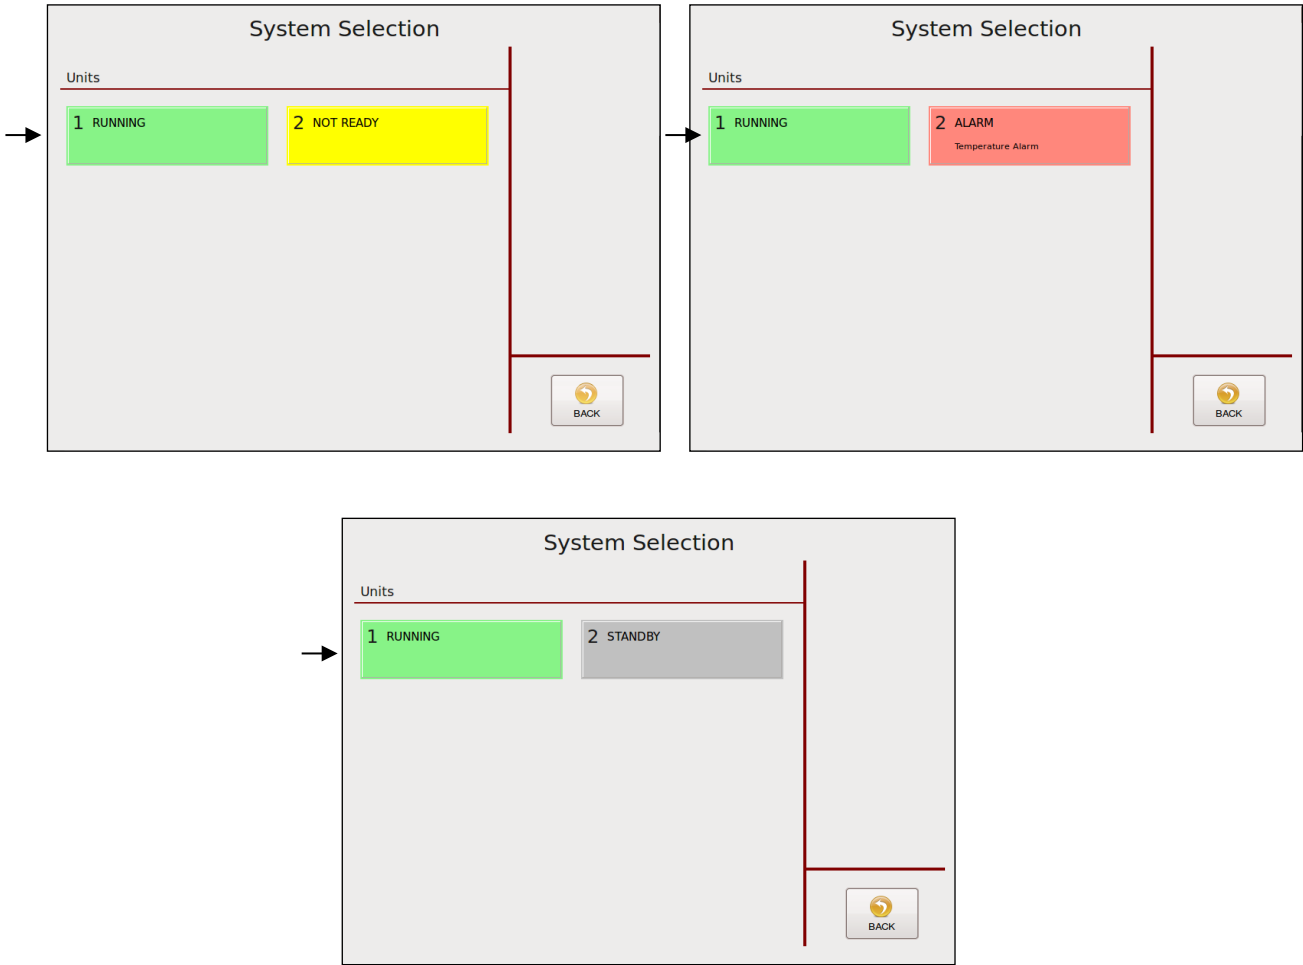 System Selection
Units
1 RUNNING
2 NOT READY
BACK
System Selection
Units
1 RUNNING
2 ALARM
Temperature Alarm
BACK
System Selection
Units
1 RUNNING
2 STANDBY
BACK